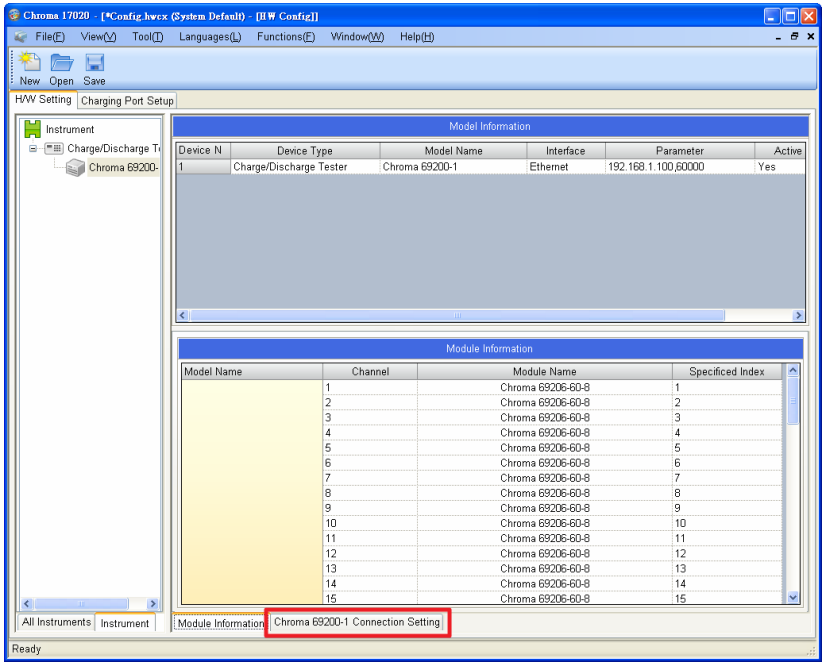 Chroma 17020 - [*Config.hwcx (System Default) - [HW Config]]
File(F) View(V) Tool(T) Languages(L) Functions(F) Window(W) Help(H)
New Open Save
H/W Setting Charging Port Setup
Instrument
Charge/Discharge T
Chroma 69200-
Model Information
Device N Device Type Model Name Interface Parameter Active
1 Charge/Discharge Tester Chroma 69200-1 Ethernet 192.168.1.100,60000 Yes
Module Information
Model Name Channel Module Name Specificed Index
1 Chroma 69206-60-8 1
2 Chroma 69206-60-8 2
3 Chroma 69206-60-8 3
4 Chroma 69206-60-8 4
5 Chroma 69206-60-8 5
6 Chroma 69206-60-8 6
7 Chroma 69206-60-8 7
8 Chroma 69206-60-8 8
9 Chroma 69206-60-8 9
10 Chroma 69206-60-8 10
11 Chroma 69206-60-8 11
12 Chroma 69206-60-8 12
13 Chroma 69206-60-8 13
14 Chroma 69206-60-8 14
15 Chroma 69206-60-8 15
All Instruments Instrument
Module Information Chroma 69200-1 Connection Setting
Ready